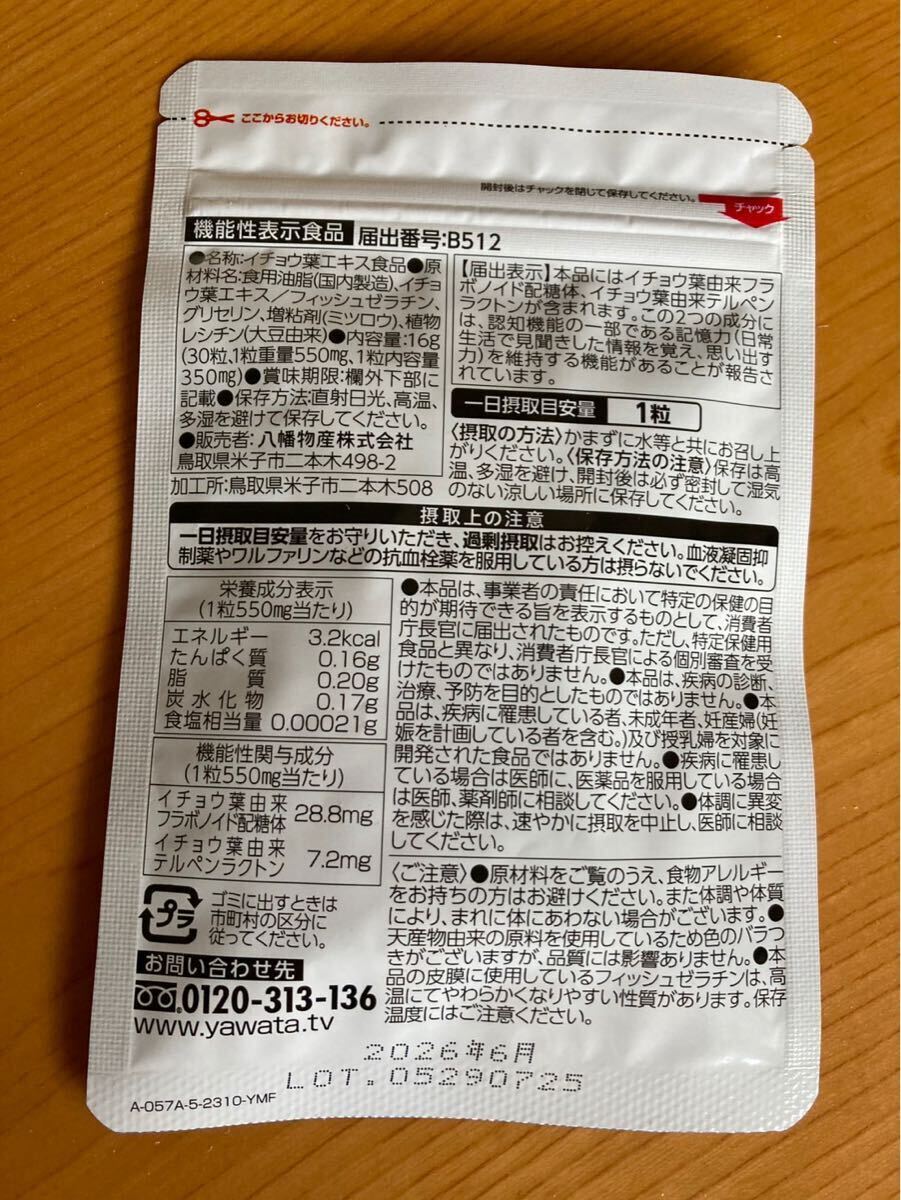 ここからお切りください。
開封後はチャックを閉じて保存してください。
チャック
機能性表示食品 届出番号:B512
●名称:イチョウ葉エキス食品●原
材料名:食用油脂(国内製造)、イチョ
ウ葉エキス/フィッシュゼラチン、
グリセリン、増粘剤(ミツロウ)、植物
レシチン(大豆由来)●内容量:16g
(30粒,1粒重量550mg,1粒内容量
350mg)●賞味期限:欄外下部に
記載●保存方法:直射日光、高温、
多湿を避けて保存してください。
●販売者:八幡物産株式会社
鳥取県米子市二本木498-2
加工所:鳥取県米子市二本木508
【届出表示】本品にはイチョウ葉由来フラ
ボノイド配糖体、イチョウ葉由来テルペン
ラクトンが含まれます。この2つの成分に
は、認知機能の一部である記憶力(日常
生活で見聞きした情報を覚え、思い出す
力)を維持する機能があることが報告さ
れています。
一日摂取目安量 1粒
〈摂取の方法〉かまずに水等と共にお召し上
がりください。〈保存方法の注意〉保存は高
温、多湿を避け、開封後は必ず密封して湿気
のない涼しい場所に保存してください。
摂取上の注意
一日摂取目安量をお守りいただき、過剰摂取はお控えください。血液凝固抑
制薬やワルファリンなどの抗血栓薬を服用している方は摂らないでください。
栄養成分表示
(1粒550mg当たり)
エネルギー 3.2kcal
たんぱく質 0.16g
脂質 0.20g
炭水化物 0.17g
食塩相当量 0.00021g
機能性関与成分
(1粒550mg当たり)
イチョウ葉由来
フラボノイド配糖体 28.8mg
イチョウ葉由来
テルペンラクトン 7.2mg
●本品は、事業者の責任において特定の保健の目
的が期待できる旨を表示するものとして、消費者
庁長官に届出されたものです。ただし、特定保健用
食品と異なり、消費者庁長官による個別審査を受
けたものではありません。●本品は、疾病の診断、
治療、予防を目的としたものではありません。●本
品は、疾病に罹患している者、未成年者、妊産婦(妊
娠を計画している者を含む。)及び授乳婦を対象に
開発された食品ではありません。●疾病に罹患し
ている場合は医師に、医薬品を服用している場合
は医師、薬剤師に相談してください。●体調に異変
を感じた際は、速やかに摂取を中止し、医師に相談
してください。
〈ご注意〉●原材料をご覧のうえ、食物アレルギー
をお持ちの方はお避けください。また体調や体質
により、まれに体にあわない場合がございます。●
天産物由来の原料を使用しているため色のバラつ
きがございますが、品質には影響ありません。●本
品の皮膜に使用しているフィッシュゼラチンは、高
温にてやわらかくなりやすい性質があります。保存
温度にはご注意ください。
プラ
ゴミに出すときは
市町村の区分に
従ってください。
お問い合わせ先
0120-313-136
www.yawata.tv
2026年6月
LOT.05290725
A-057A-5-2310-YMF